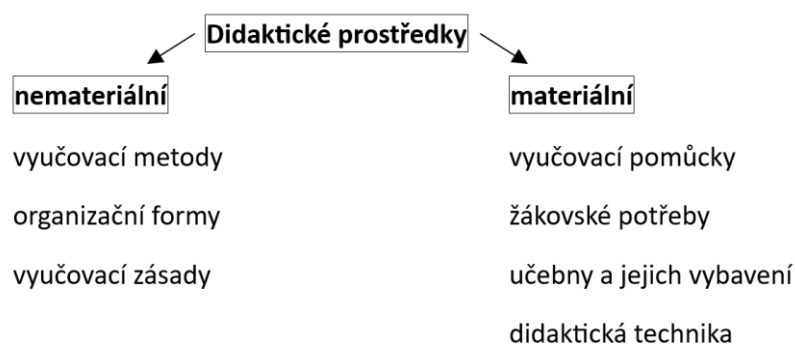 Didaktické prostředky
nemateriální
materiální
vyučovací metody
vyučovací pomůcky
organizační formy
žákovské potřeby
vyučovací zásady
učebny a jejich vybavení
didaktická technika